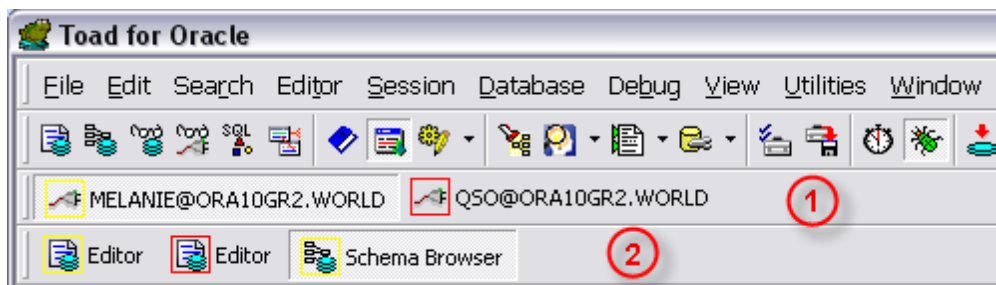 Toad for Oracle
File Edit Search Editor Session Database Debug View Utilities Window
SQL
MELANIE@ORA10GR2.WORLD QSO@ORA10GR2.WORLD 1
Editor Editor Schema Browser 2